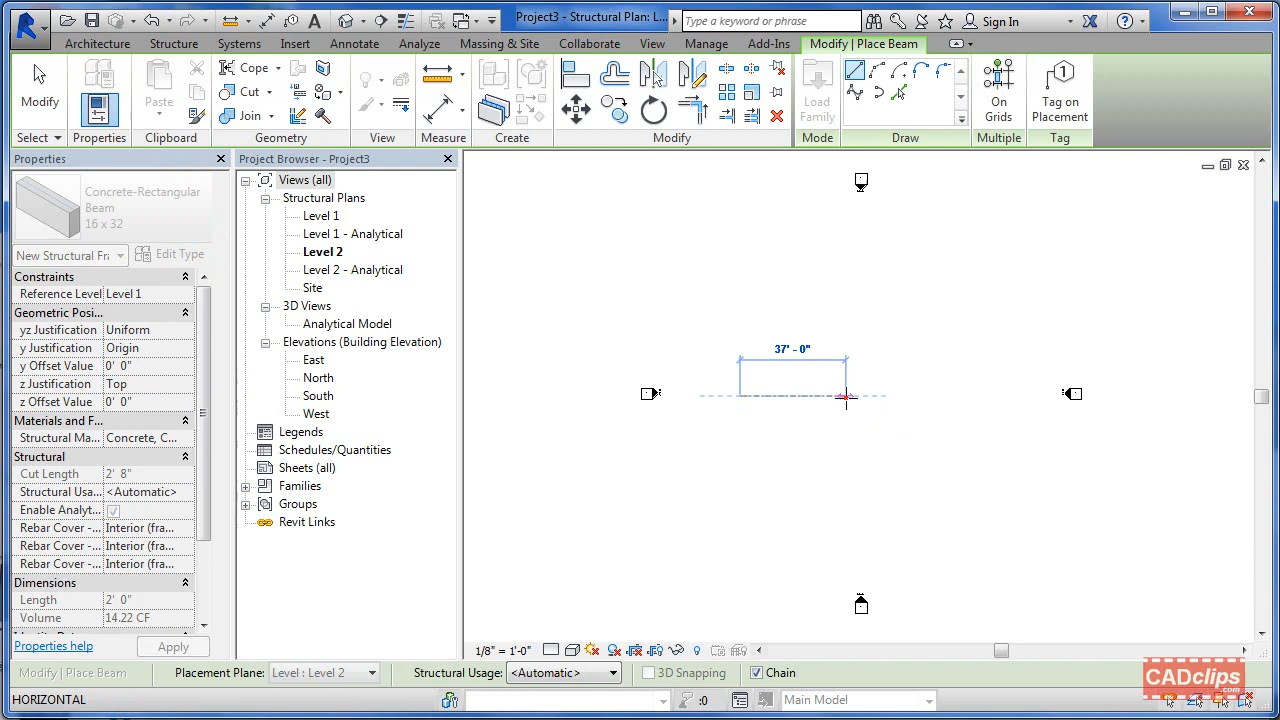 Project3 - Structural Plan: L...
Type a keyword or phrase
Sign In
Architecture
Structure
Systems
Insert
Annotate
Analyze
Massing & Site
Collaborate
View
Manage
Add-Ins
Modify | Place Beam
Modify
Properties
Paste
Cope
Cut
Join
Load
Family
On
Grids
Tag on
Placement
1
Select
Properties
Clipboard
Geometry
View
Measure
Create
Modify
Mode
Draw
Multiple
Tag
Properties
Concrete-Rectangular
Beam
16 x 32
New Structural Fra
Edit Type
Constraints
Reference Level Level 1
Geometric Posi...
yz Justification Uniform
y Justification Origin
y Offset Value 0' 0"
z Justification Top
z Offset Value 0' 0"
Materials and F...
Structural Ma... Concrete, C...
Structural
Cut Length 2' 8"
Structural Usa... <Automatic>
Enable Analyt...
Rebar Cover -... Interior (fra...
Rebar Cover -... Interior (fra...
Rebar Cover -... Interior (fra...
Dimensions
Length 2' 0"
Volume 14.22 CF
Properties help
Apply
Project Browser - Project3
Views (all)
Structural Plans
Level 1
Level 1 - Analytical
Level 2
Level 2 - Analytical
Site
3D Views
Analytical Model
Elevations (Building Elevation)
East
North
South
West
Legends
Schedules/Quantities
Sheets (all)
Families
Groups
Revit Links
37' - 0"
1/8" = 1'-0"
Modify | Place Beam
Placement Plane: Level : Level 2
Structural Usage: <Automatic>
3D Snapping
Chain
HORIZONTAL
:0
Main Model
CADclips
.com